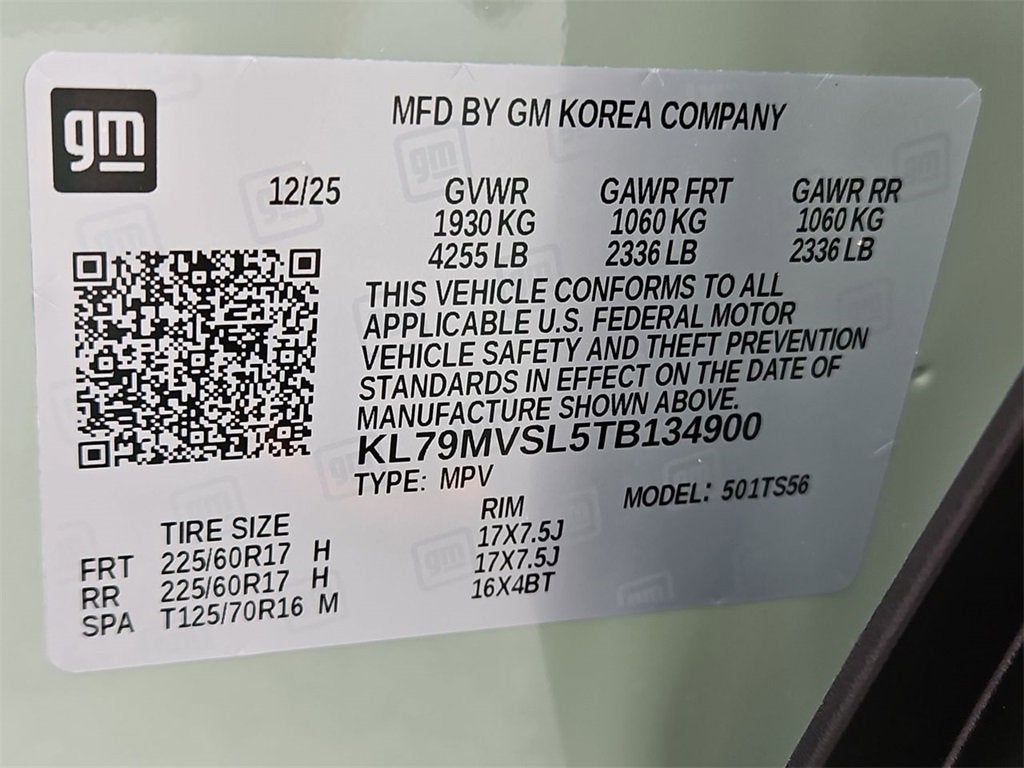 gm
MFD BY GM KOREA COMPANY
12/25 GVWR GAWR FRT GAWR RR
1930 KG 1060 KG 1060 KG
4255 LB 2336 LB 2336 LB
THIS VEHICLE CONFORMS TO ALL
APPLICABLE U.S. FEDERAL MOTOR
VEHICLE SAFETY AND THEFT PREVENTION
STANDARDS IN EFFECT ON THE DATE OF
MANUFACTURE SHOWN ABOVE.
KL79MVSL5TB134900
TYPE: MPV MODEL: 501TS56
TIRE SIZE RIM
FRT 225/60R17 H 17X7.5J
RR 225/60R17 H 17X7.5J
SPA T125/70R16 M 16X4BT